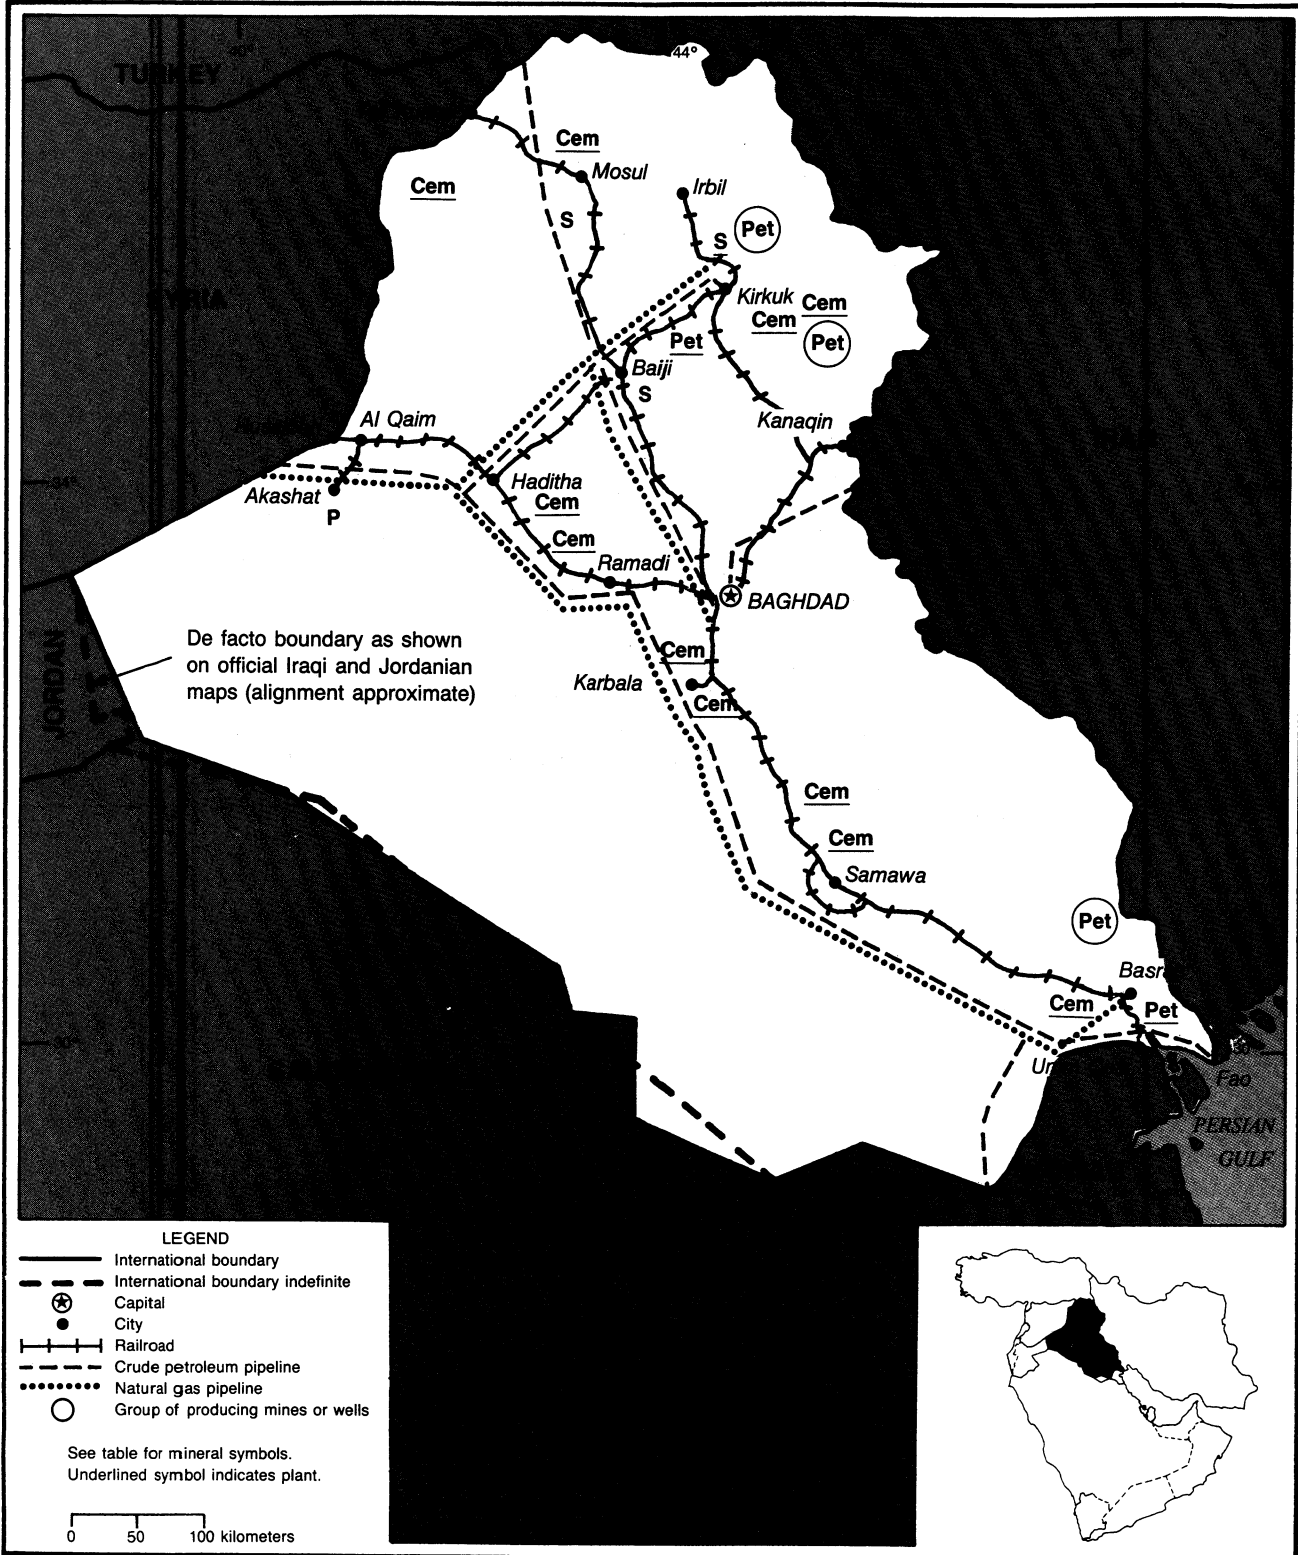 44°
TURKEY
Cem
Mosul
Cem
Irbil
S
Pet
S
SYRIA
Kirkuk
Cem
Cem
Pet
Pet
Baiji
S
Al Qaim
Kanaqin
34°
Akashat
Haditha
P
Cem
Cem
Ramadi
BAGHDAD
De facto boundary as shown
on official Iraqi and Jordanian
maps (alignment approximate)
JORDAN
Cem
Karbala
Cem
Cem
Cem
Samawa
Pet
Basra
Cem
Pet
30°
30°
Fao
PERSIAN
GULF
LEGEND
International boundary
International boundary indefinite
Capital
City
Railroad
Crude petroleum pipeline
Natural gas pipeline
Group of producing mines or wells
See table for mineral symbols.
Underlined symbol indicates plant.
0 50 100 kilometers